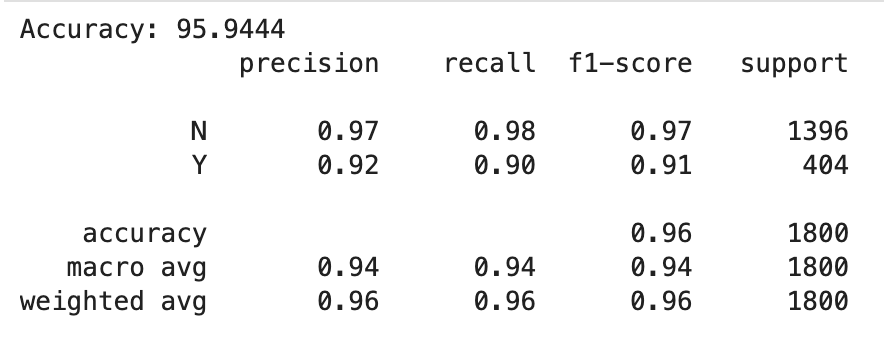 Accuracy: 95.9444
precision recall f1-score support
N 0.97 0.98 0.97 1396
Y 0.92 0.90 0.91 404
accuracy 0.96 1800
macro avg 0.94 0.94 0.94 1800
weighted avg 0.96 0.96 0.96 1800